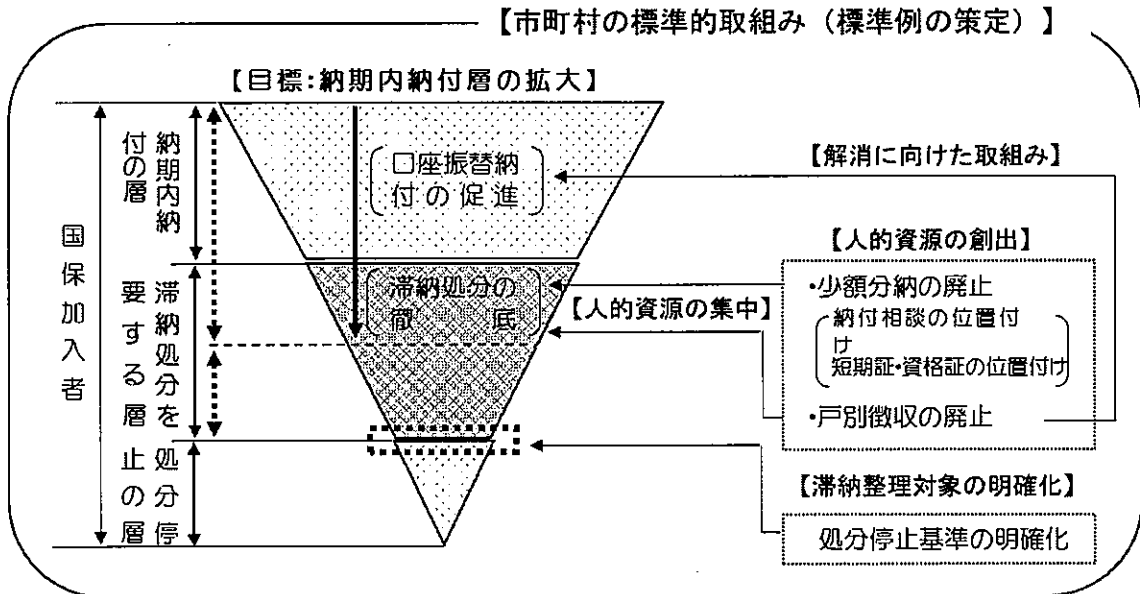 【市町村の標準的取組み（標準例の策定）】
【目標：納期内納付層の拡大】
国保加入者
納期内納
付の層
滞納処分を
要する層
処分停
止の層
口座振替納
付の促進
滞納処分の
徹底
【解消に向けた取組み】
【人的資源の創出】
・少額分納の廃止
納付相談の位置付
け
短期証・資格証の位置付け
・戸別徴収の廃止
【人的資源の集中】
【滞納整理対象の明確化】
処分停止基準の明確化